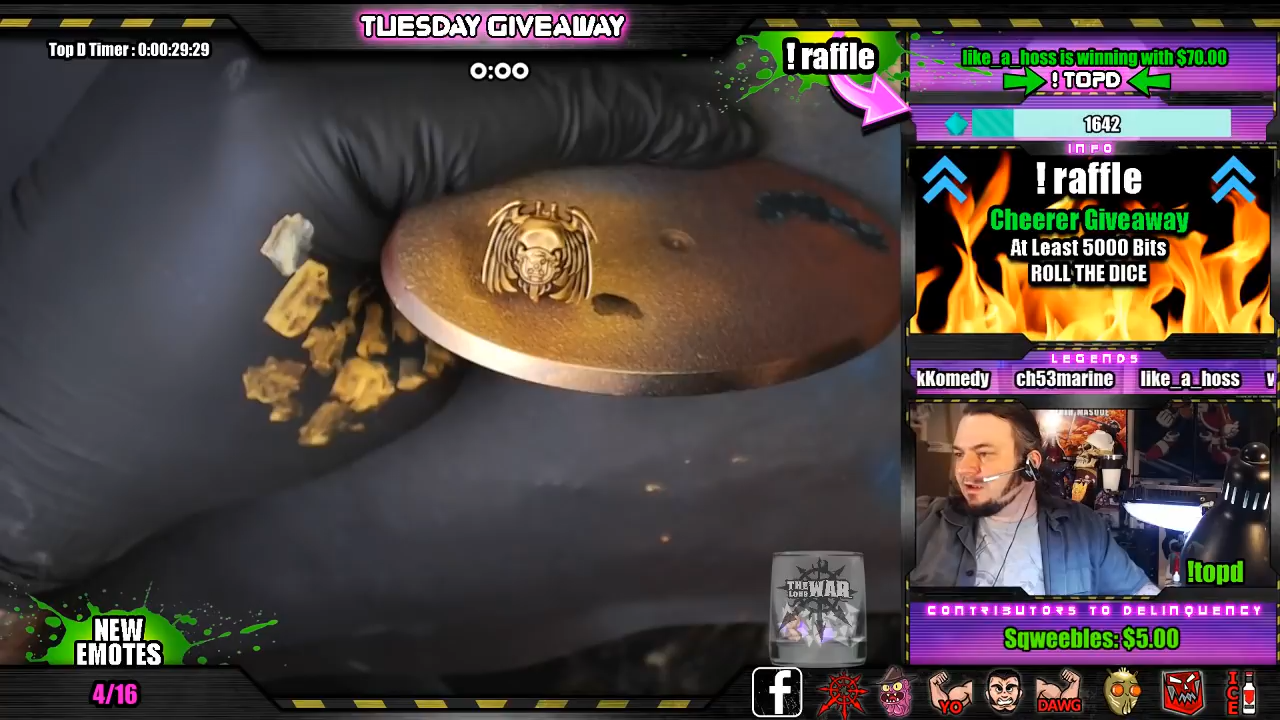 TUESDAY GIVEAWAY
Top D Timer : 0:00:29:29
0:00
! raffle
like_a_hoss is winning with $70.00
! TOPD
1642
INFO
! raffle
Cheerer Giveaway
At Least 5000 Bits
ROLL THE DICE
LEGENDS
kKomedy ch53marine like_a_hoss v
!topd
CONTRIBUTORS TO DELINQUENCY
Sqweebles: $5.00
THE LONG WAR
NEW
EMOTES
4/16
f
YO
DAWG
ICE